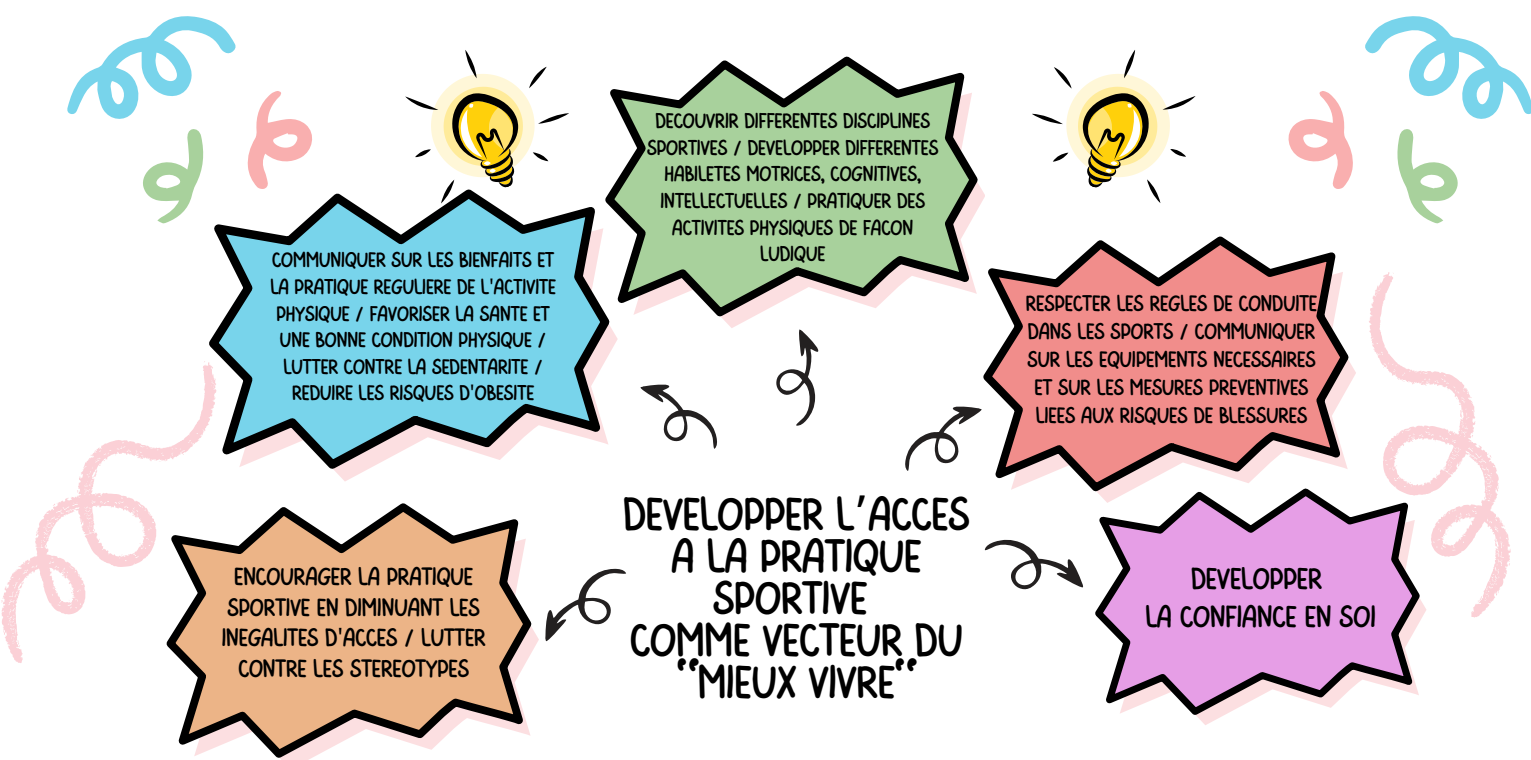 DECOUVRIR DIFFERENTES DISCIPLINES
SPORTIVES / DEVELOPPER DIFFERENTES
HABILETES MOTRICES, COGNITIVES,
INTELLECTUELLES / PRATIQUER DES
ACTIVITES PHYSIQUES DE FACON
LUDIQUE
COMMUNIQUER SUR LES BIENFAITS ET
LA PRATIQUE REGULIERE DE L'ACTIVITE
PHYSIQUE / FAVORISER LA SANTE ET
UNE BONNE CONDITION PHYSIQUE /
LUTTER CONTRE LA SEDENTARITE /
REDUIRE LES RISQUES D'OBESITE
RESPECTER LES REGLES DE CONDUITE
DANS LES SPORTS / COMMUNIQUER
SUR LES EQUIPEMENTS NECESSAIRES
ET SUR LES MESURES PREVENTIVES
LIEES AUX RISQUES DE BLESSURES
ENCOURAGER LA PRATIQUE
SPORTIVE EN DIMINUANT LES
INEGALITES D'ACCES / LUTTER
CONTRE LES STEREOTYPES
DEVELOPPER L'ACCES
A LA PRATIQUE
SPORTIVE
COMME VECTEUR DU
“MIEUX VIVRE“
DEVELOPPER
LA CONFIANCE EN SOI